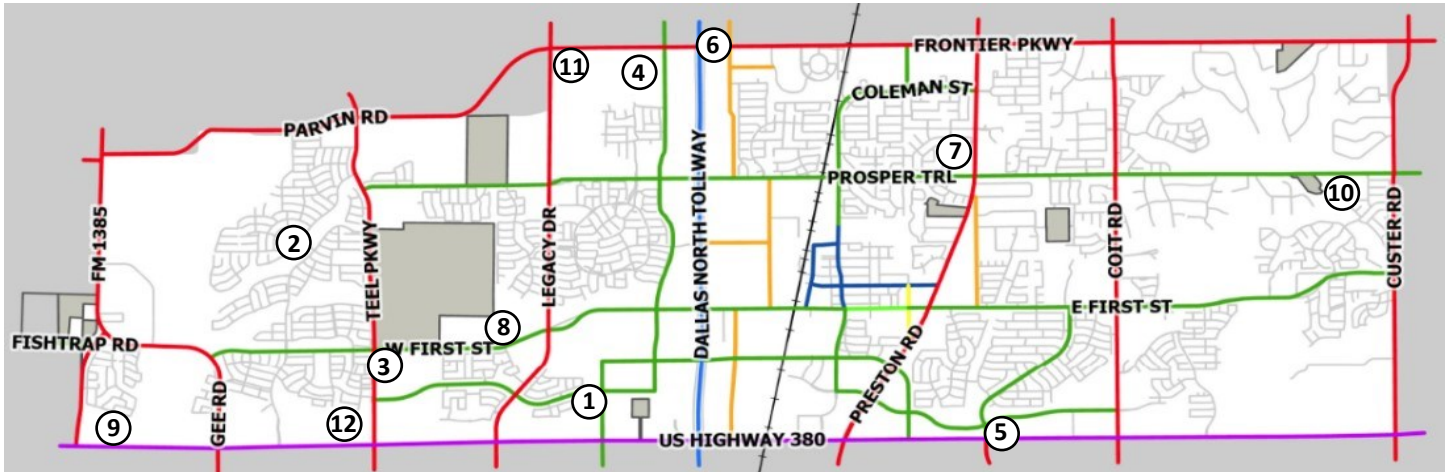 6
FRONTIER PKWY
11
4
COLEMAN ST
PARVIN RD
7
DALLAS NORTH TOLLWAY
PROSPER TRL
10
FM 1385
2
TEEL PKWY
LEGACY DR
COIT RD
CUSTER RD
E FIRST ST
8
FISHTRAP RD
W FIRST ST
3
PRESTON RD
1
GEE RD
9
12
5
US HIGHWAY 380